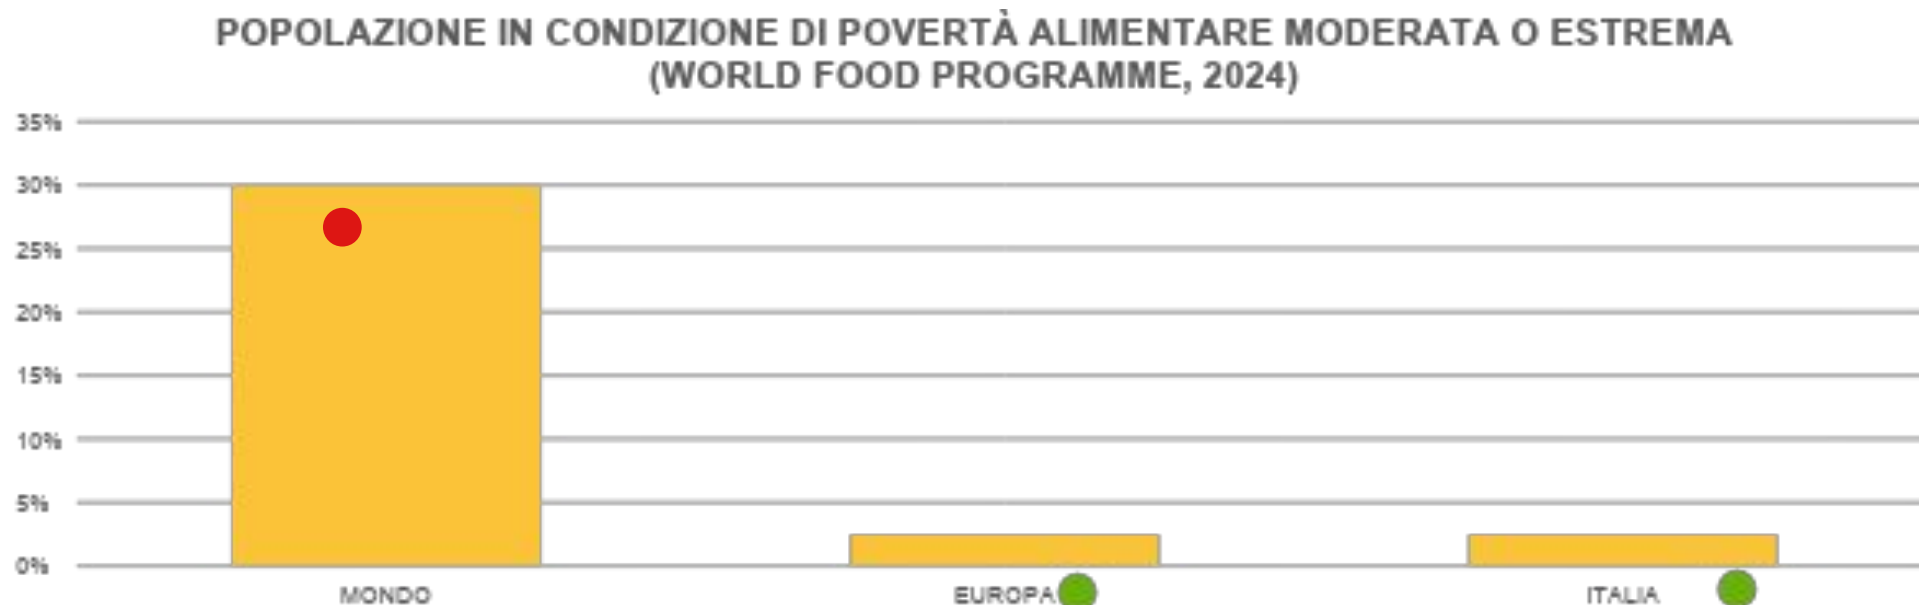 POPOLAZIONE IN CONDIZIONE DI POVERTÀ ALIMENTARE MODERATA O ESTREMA
(WORLD FOOD PROGRAMME, 2024)
35%
30%
25%
20%
15%
10%
5%
0%
MONDO
EUROPA
ITALIA